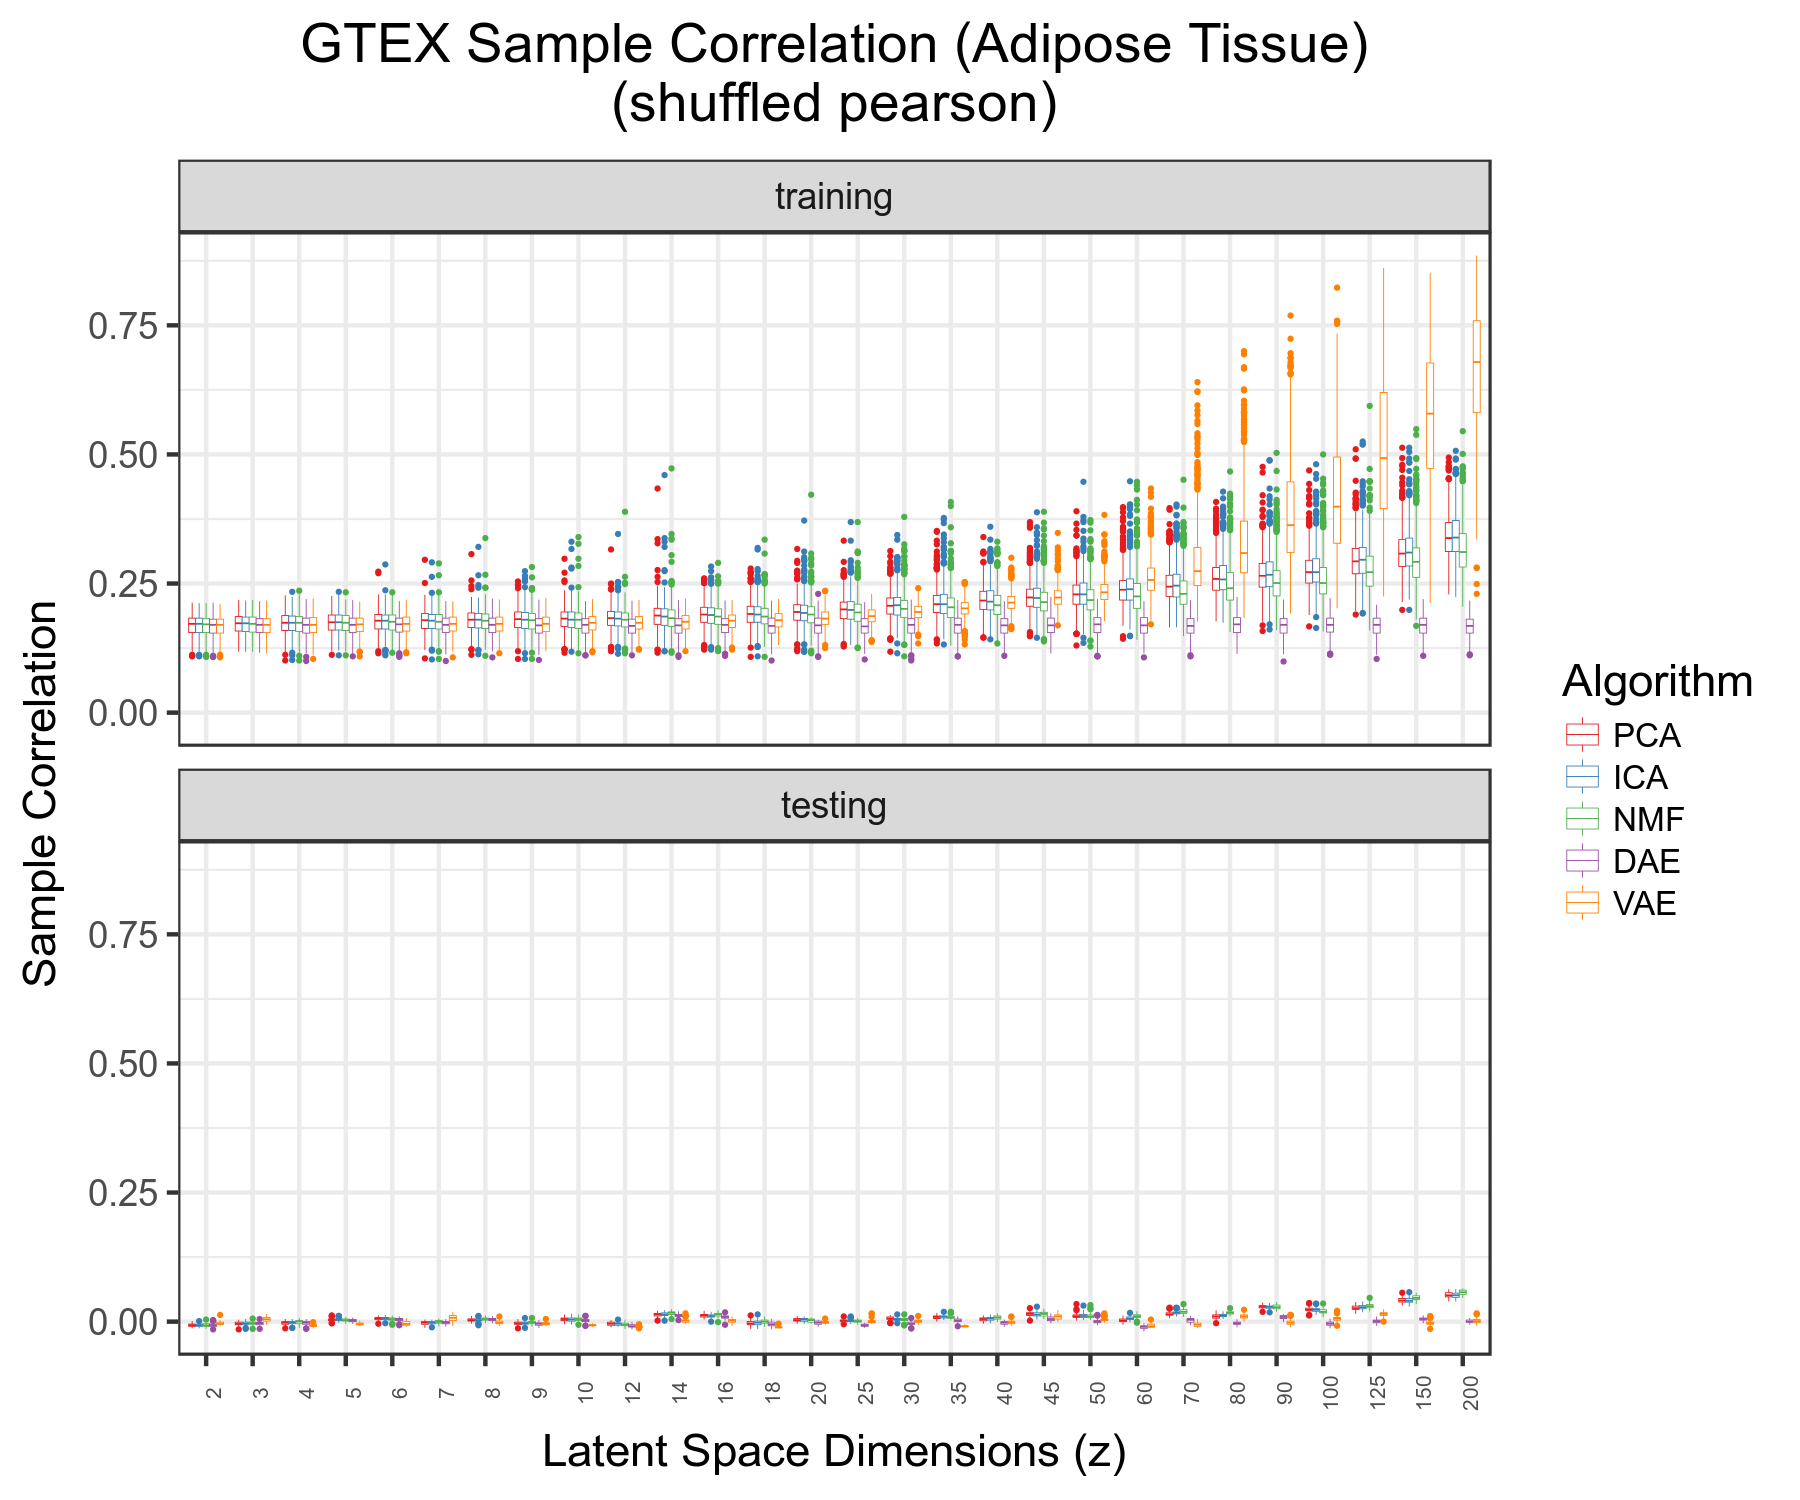 GTEX Sample Correlation (Adipose Tissue)
(shuffled pearson)
training
0.75
0.50
0.25
0.00
Sample Correlation
testing
0.75
0.50
0.25
0.00
2 3 4 5 6 7 8 9 10 12 14 16 18 20 25 30 35 40 45 50 60 70 80 90 100 125 150 200
Latent Space Dimensions (z)
Algorithm
PCA
ICA
NMF
DAE
VAE